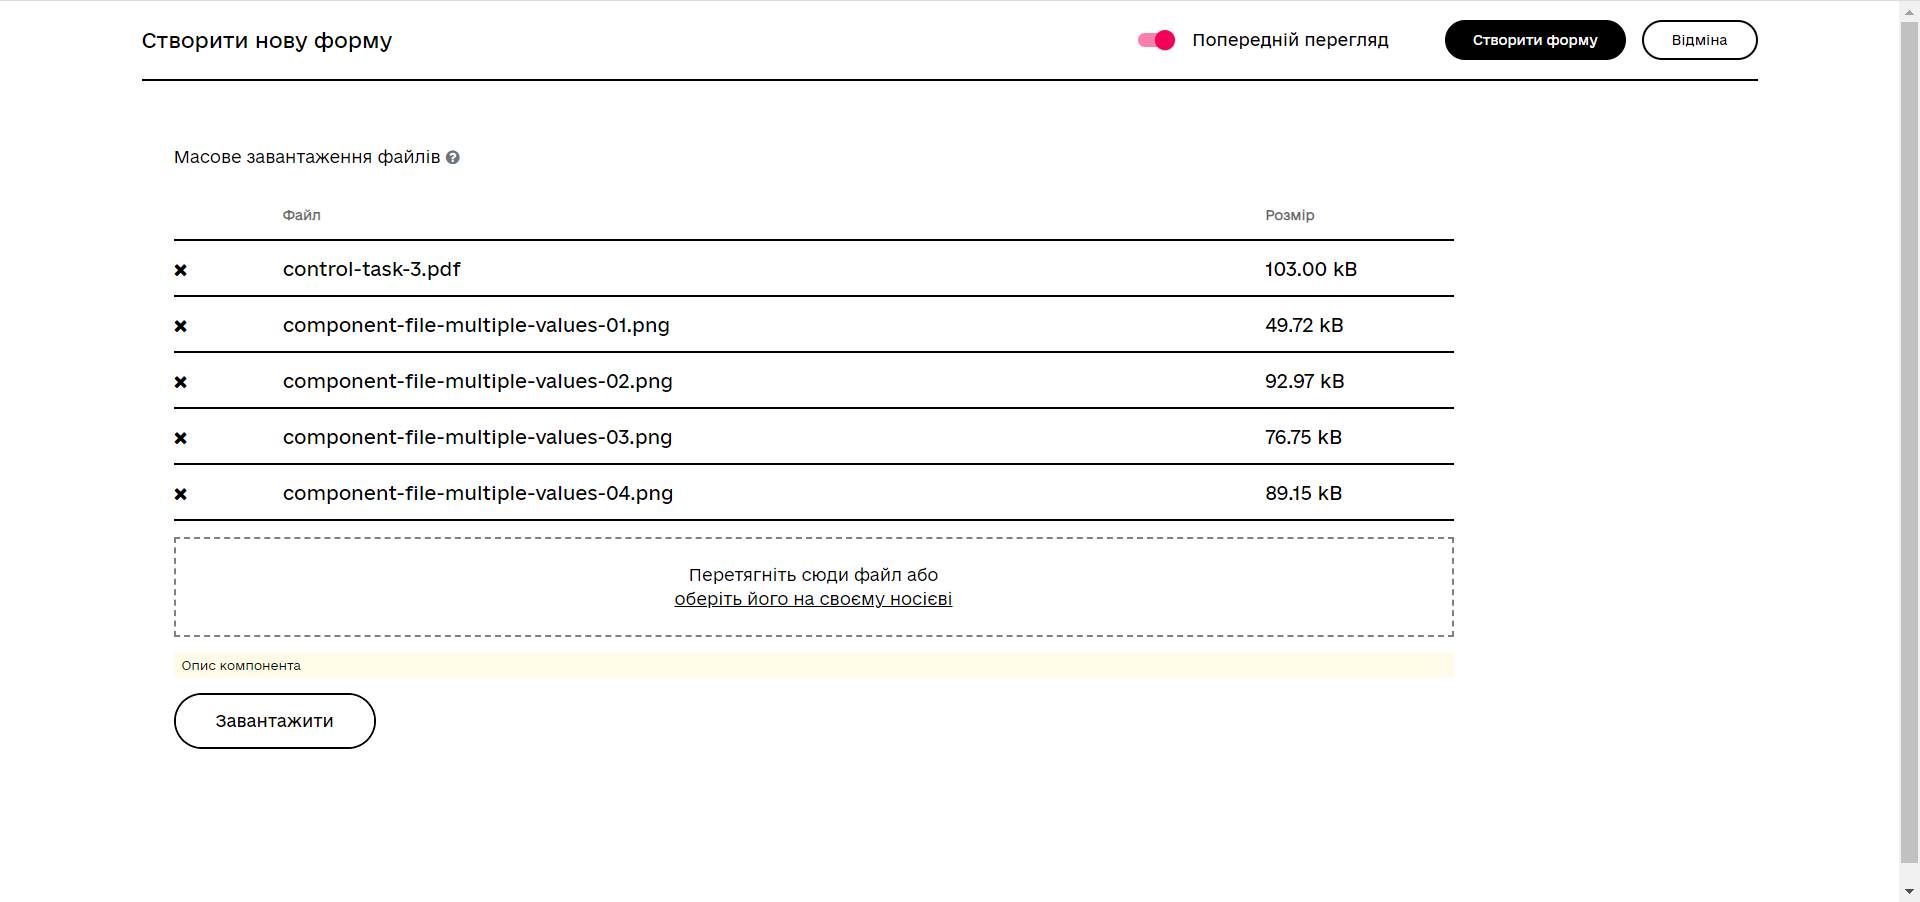 Створити нову форму
Попередній перегляд
Створити форму
Відміна
Масове завантаження файлів
Файл Розмір
control-task-3.pdf 103.00 kB
component-file-multiple-values-01.png 49.72 kB
component-file-multiple-values-02.png 92.97 kB
component-file-multiple-values-03.png 76.75 kB
component-file-multiple-values-04.png 89.15 kB
Перетягніть сюди файл або
оберіть його на своєму носієві
Опис компонента
Завантажити